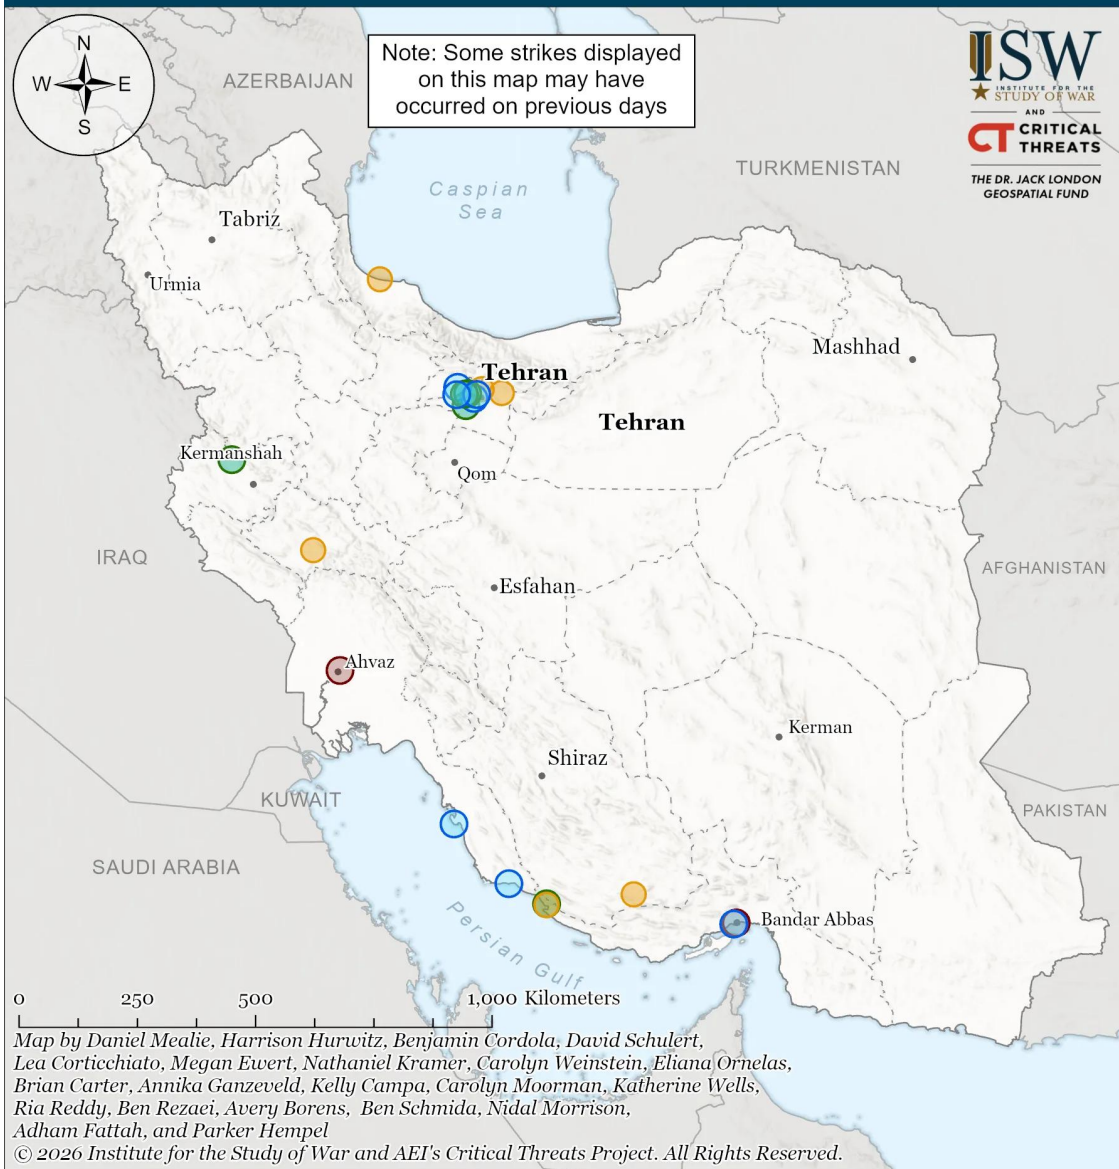 N
W E
S
Note: Some strikes displayed
on this map may have
occurred on previous days
ISW
INSTITUTE FOR THE
STUDY OF WAR
AND
CT CRITICAL
THREATS
THE DR. JACK LONDON
GEOSPATIAL FUND
AZERBAIJAN
TURKMENISTAN
Caspian
Sea
Tabriz
Urmia
Mashhad
Tehran
Tehran
Kermanshah
Qom
IRAQ
AFGHANISTAN
Esfahan
Ahvaz
Kerman
Shiraz
KUWAIT
PAKISTAN
SAUDI ARABIA
Persian Gulf
Bandar Abbas
0 250 500 1,000 Kilometers
Map by Daniel Mealie, Harrison Hurwitz, Benjamin Cordola, David Schulert,
Lea Corticchiato, Megan Ewert, Nathaniel Kramer, Carolyn Weinstein, Eliana Ornelas,
Brian Carter, Annika Ganzeveld, Kelly Campa, Carolyn Moorman, Katherine Wells,
Ria Reddy, Ben Rezaei, Avery Borens, Ben Schmida, Nidal Morrison,
Adham Fattah, and Parker Hempel
© 2026 Institute for the Study of War and AEI's Critical Threats Project. All Rights Reserved.